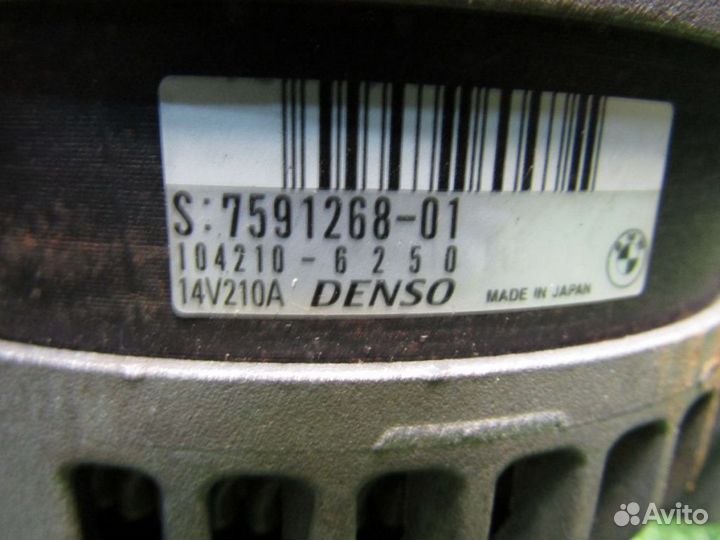 S:7591268-01
104210-6250
14V210A DENSO MADE IN JAPAN
Avito